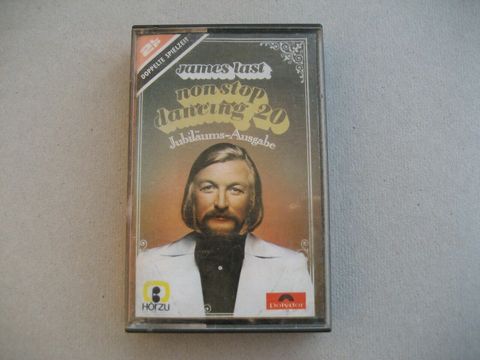 DOPPELTE SPIELZEIT
James last
non stop
dancing 20
Jubiläums-Ausgabe
HÖRZU
Polydor